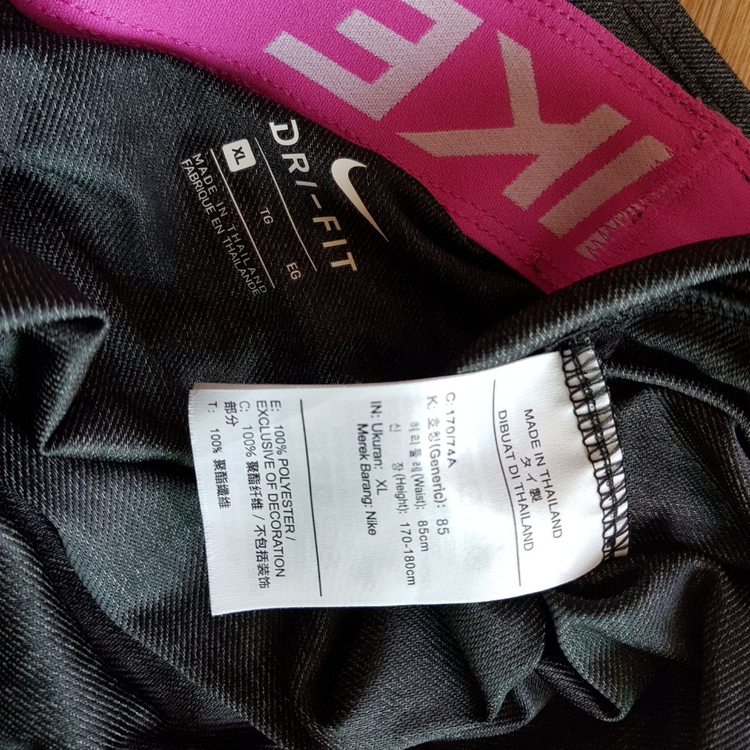 NIKE
DRI-FIT
XL
TG
EG
MADE IN THAILAND
FABRIQUE EN THAILANDE
MADE IN THAILAND
タイ製
DIBUAT DI THAILAND
C: 170/74A
K: 호칭(Generic): 85
허리둘레(Waist): 85cm
신 장(Height): 170-180cm
IN: Ukuran: XL
Merek Barang: Nike
E: 100% POLYESTER /
EXCLUSIVE OF DECORATION
C: 100% 聚酯纤维 / 不包括装饰
部分
T: 100% 聚酯纖維